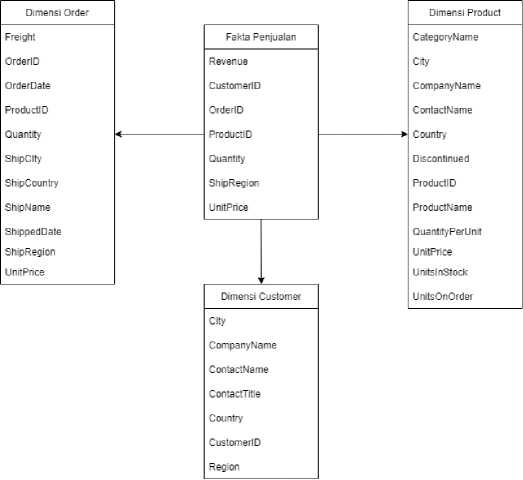 Dimensi Order
Freight
OrderID
OrderDate
ProductID
Quantity
ShipCity
ShipCountry
ShipName
ShippedDate
ShipRegion
UnitPrice
Fakta Penjualan
Revenue
CustomerID
OrderID
ProductID
Quantity
ShipRegion
UnitPrice
Dimensi Product
CategoryName
City
CompanyName
ContactName
Country
Discontinued
ProductID
ProductName
QuantityPerUnit
UnitPrice
UnitsInStock
UnitsOnOrder
Dimensi Customer
City
CompanyName
ContactName
ContactTitle
Country
CustomerID
Region